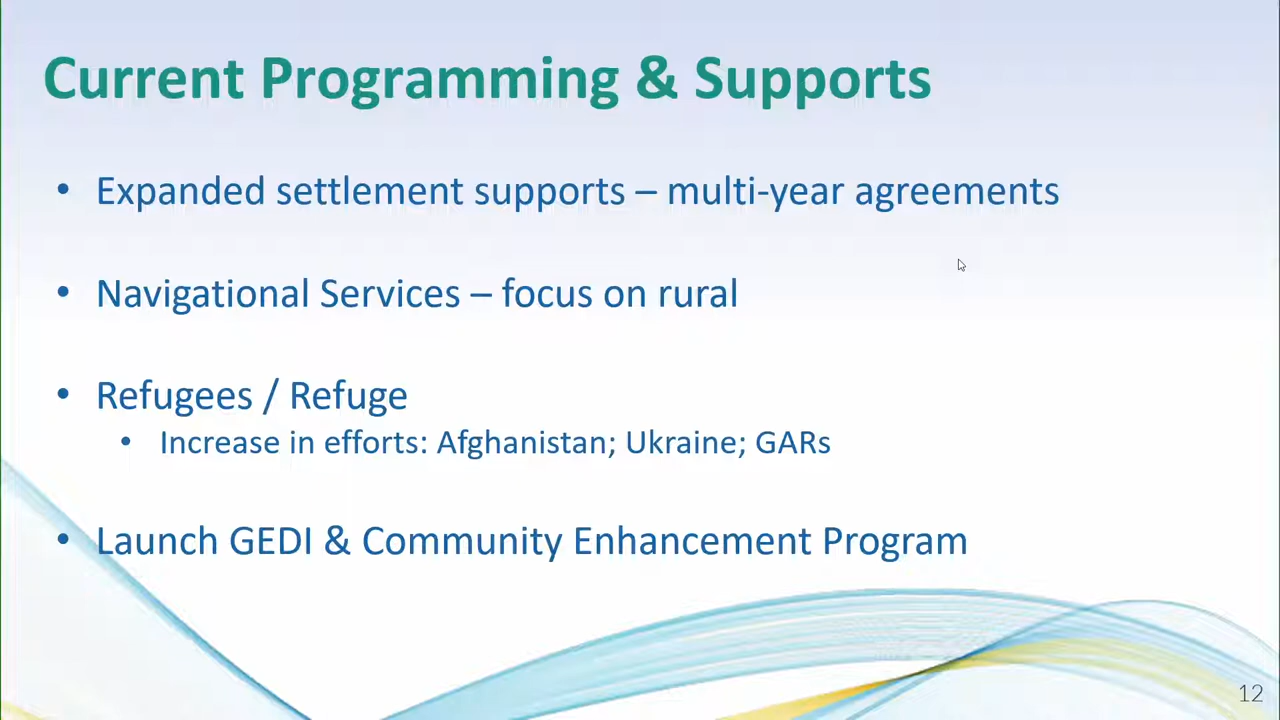 Current Programming & Supports
• Expanded settlement supports – multi-year agreements
• Navigational Services – focus on rural
• Refugees / Refuge
• Increase in efforts: Afghanistan; Ukraine; GARs
• Launch GEDI & Community Enhancement Program
12